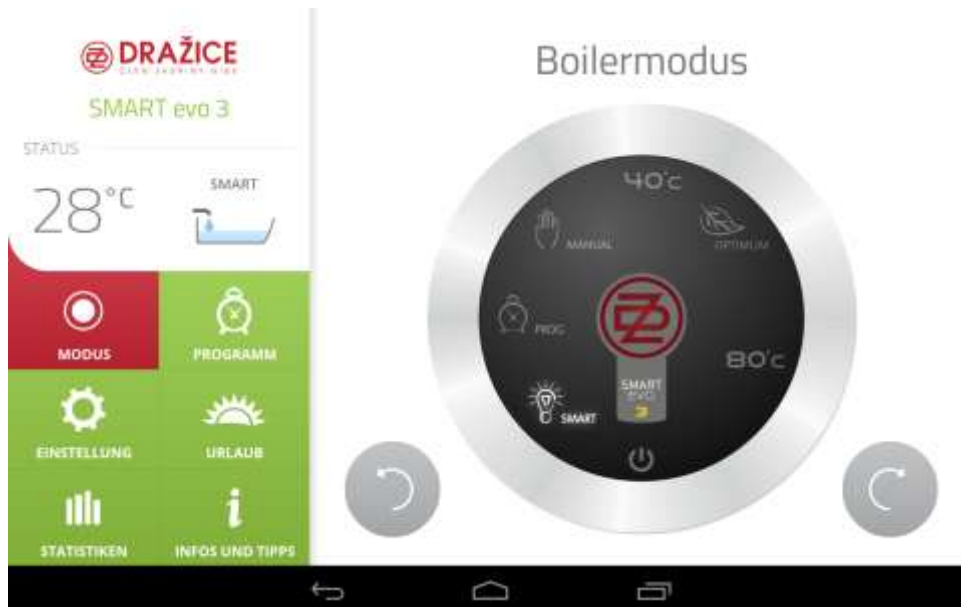 DRAŽICE
SMART evo 3
STATUS
28°C
SMART
MODUS
PROGRAMM
EINSTELLUNG
URLAUB
STATISTIKEN
INFOS UND TIPPS
Boilermodus
40°C
MANUAL
OPTIMUM
PROG
80°C
SMART
EVO
3
SMART